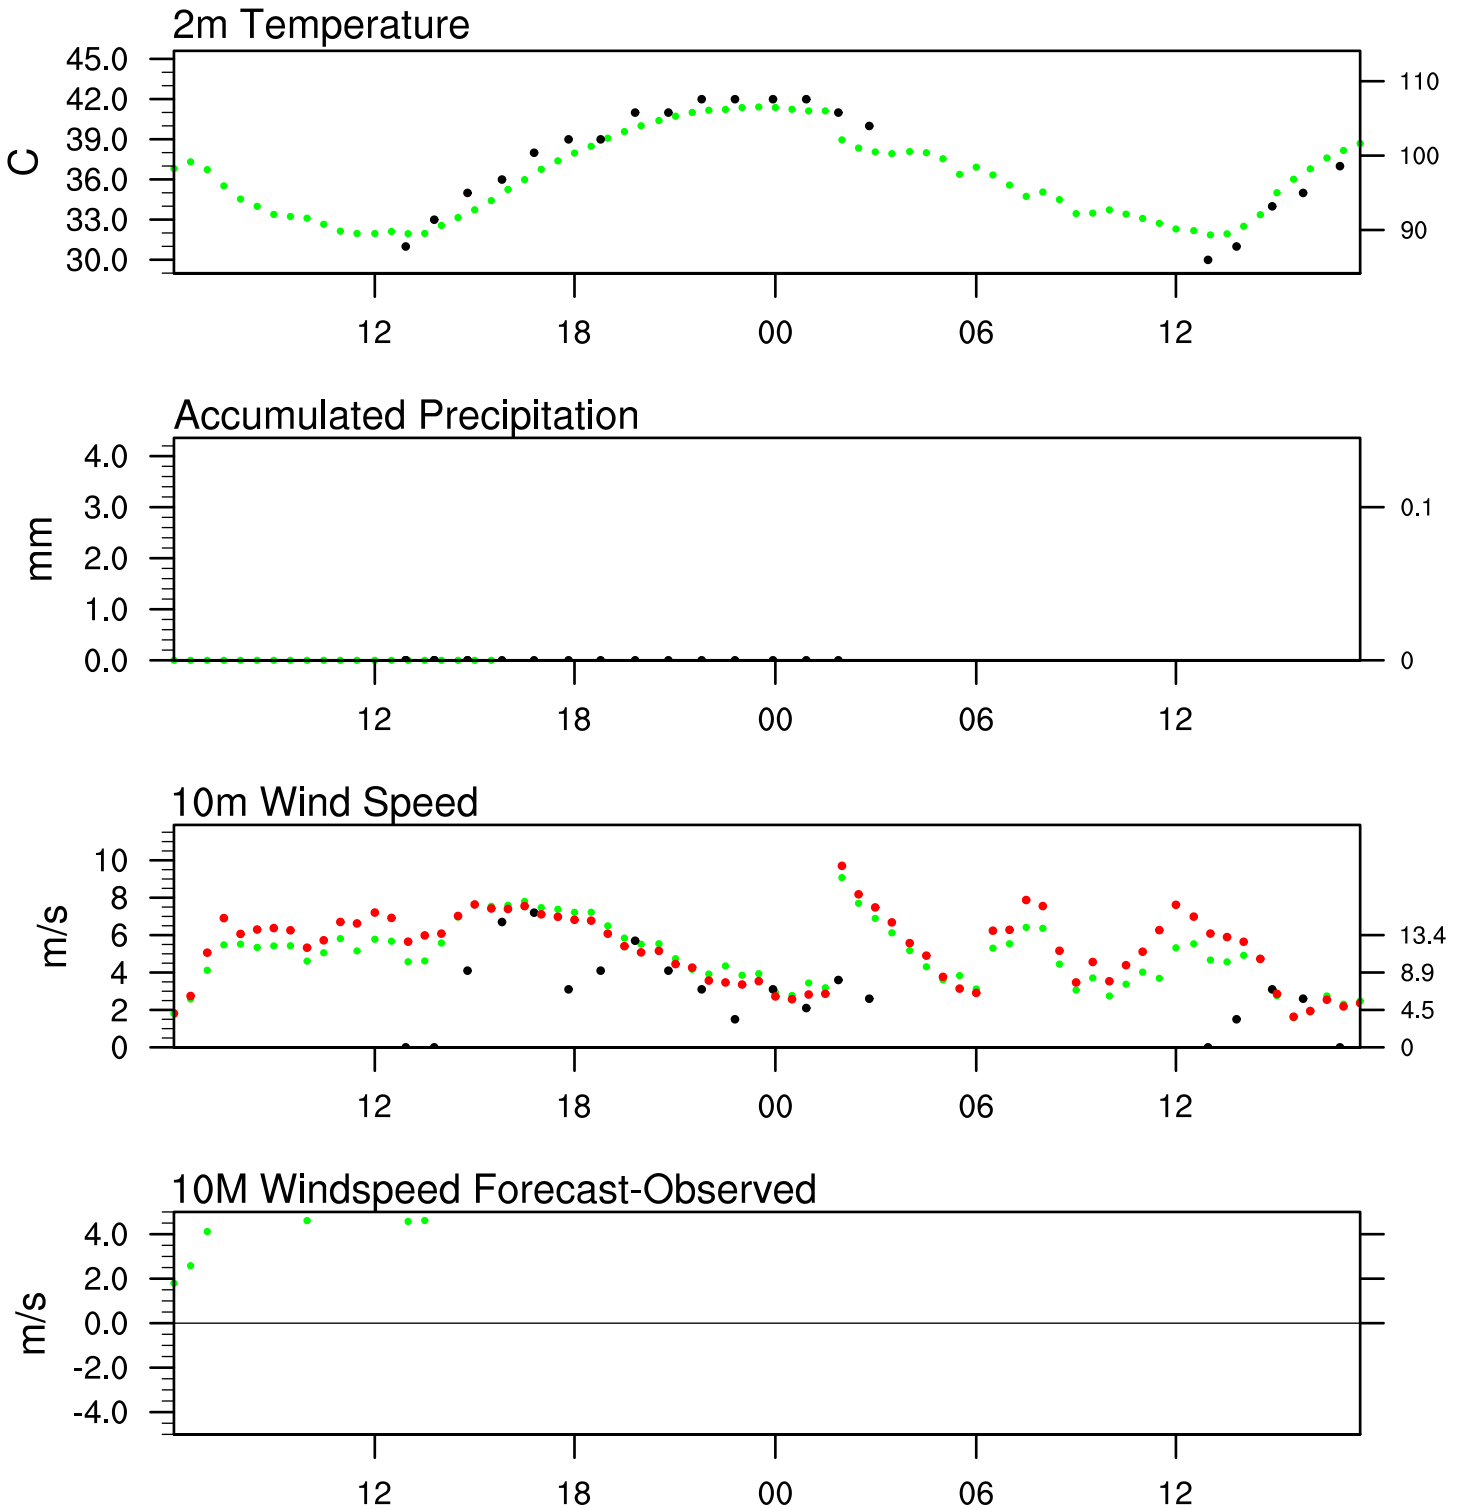 2m Temperature
45.0
42.0
39.0
36.0
33.0
30.0
C
110
100
90
12 18 00 06 12
Accumulated Precipitation
4.0
3.0
2.0
1.0
0.0
mm
0.1
0
12 18 00 06 12
10m Wind Speed
10
8
6
4
2
0
m/s
13.4
8.9
4.5
0
12 18 00 06 12
10M Windspeed Forecast-Observed
4.0
2.0
0.0
-2.0
-4.0
m/s
12 18 00 06 12